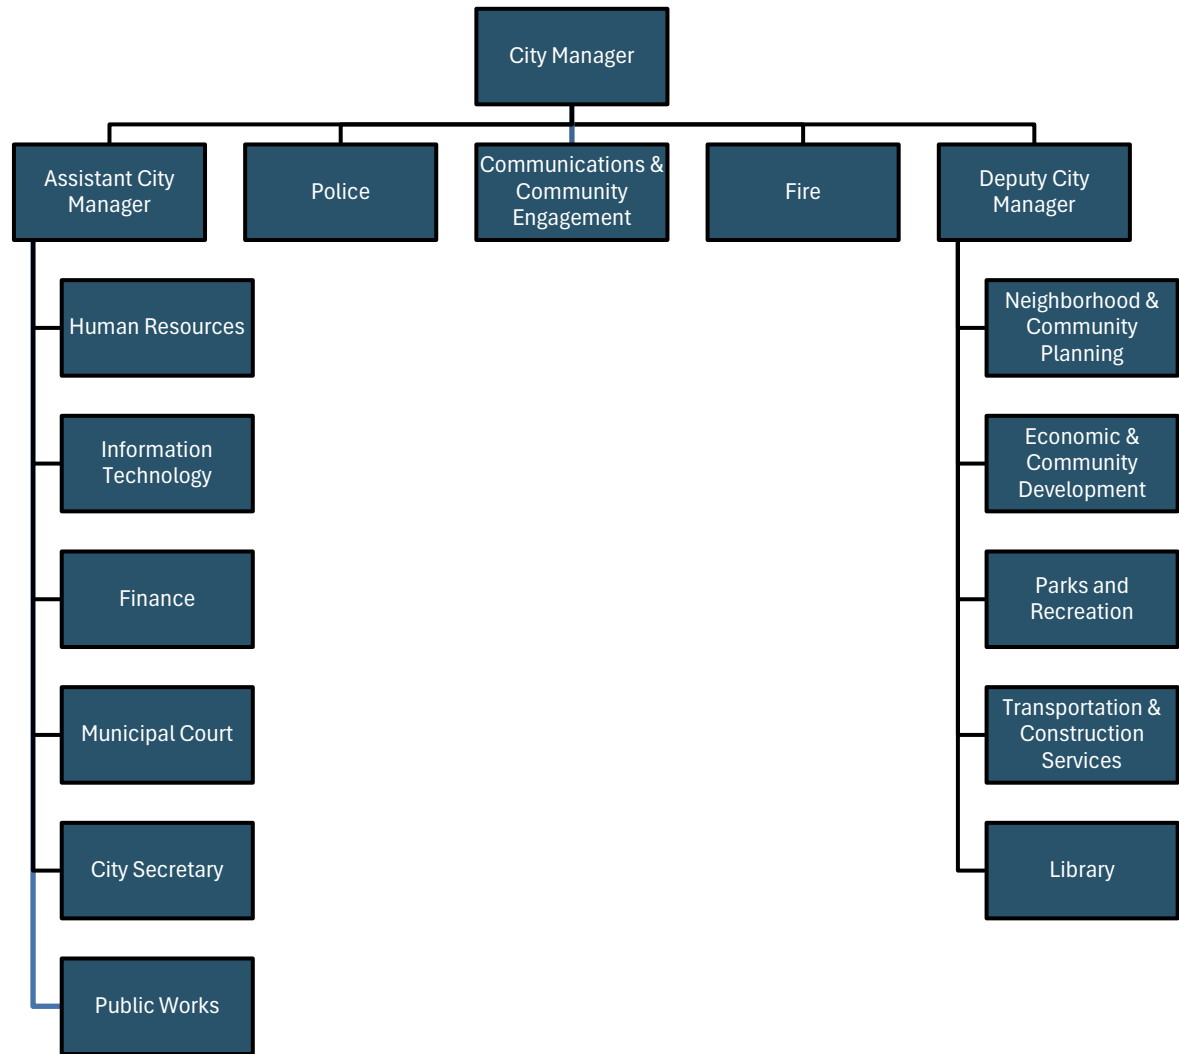 City Manager
Assistant City
Manager
Police
Communications &
Community
Engagement
Fire
Deputy City
Manager
Human Resources
Information
Technology
Finance
Municipal Court
City Secretary
Public Works
Neighborhood &
Community
Planning
Economic &
Community
Development
Parks and
Recreation
Transportation &
Construction
Services
Library